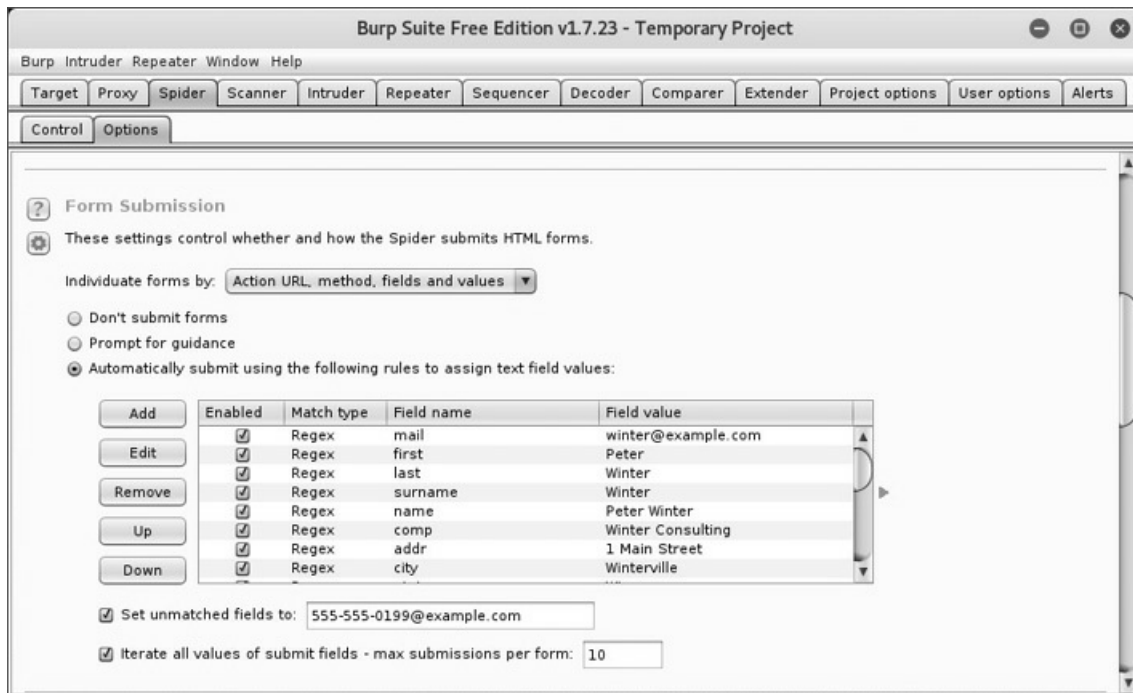 Burp Suite Free Edition v1.7.23 - Temporary Project
Burp Intruder Repeater Window Help
Target Proxy Spider Scanner Intruder Repeater Sequencer Decoder Comparer Extender Project options User options Alerts
Control Options
? Form Submission
These settings control whether and how the Spider submits HTML forms.
Individuate forms by: Action URL, method, fields and values
Don't submit forms
Prompt for guidance
Automatically submit using the following rules to assign text field values:
Add
Edit
Remove
Up
Down
Enabled Match type Field name Field value
Regex mail winter@example.com
Regex first Peter
Regex last Winter
Regex surname Winter
Regex name Peter Winter
Regex comp Winter Consulting
Regex addr 1 Main Street
Regex city Winterville
Set unmatched fields to: 555-555-0199@example.com
Iterate all values of submit fields - max submissions per form: 10